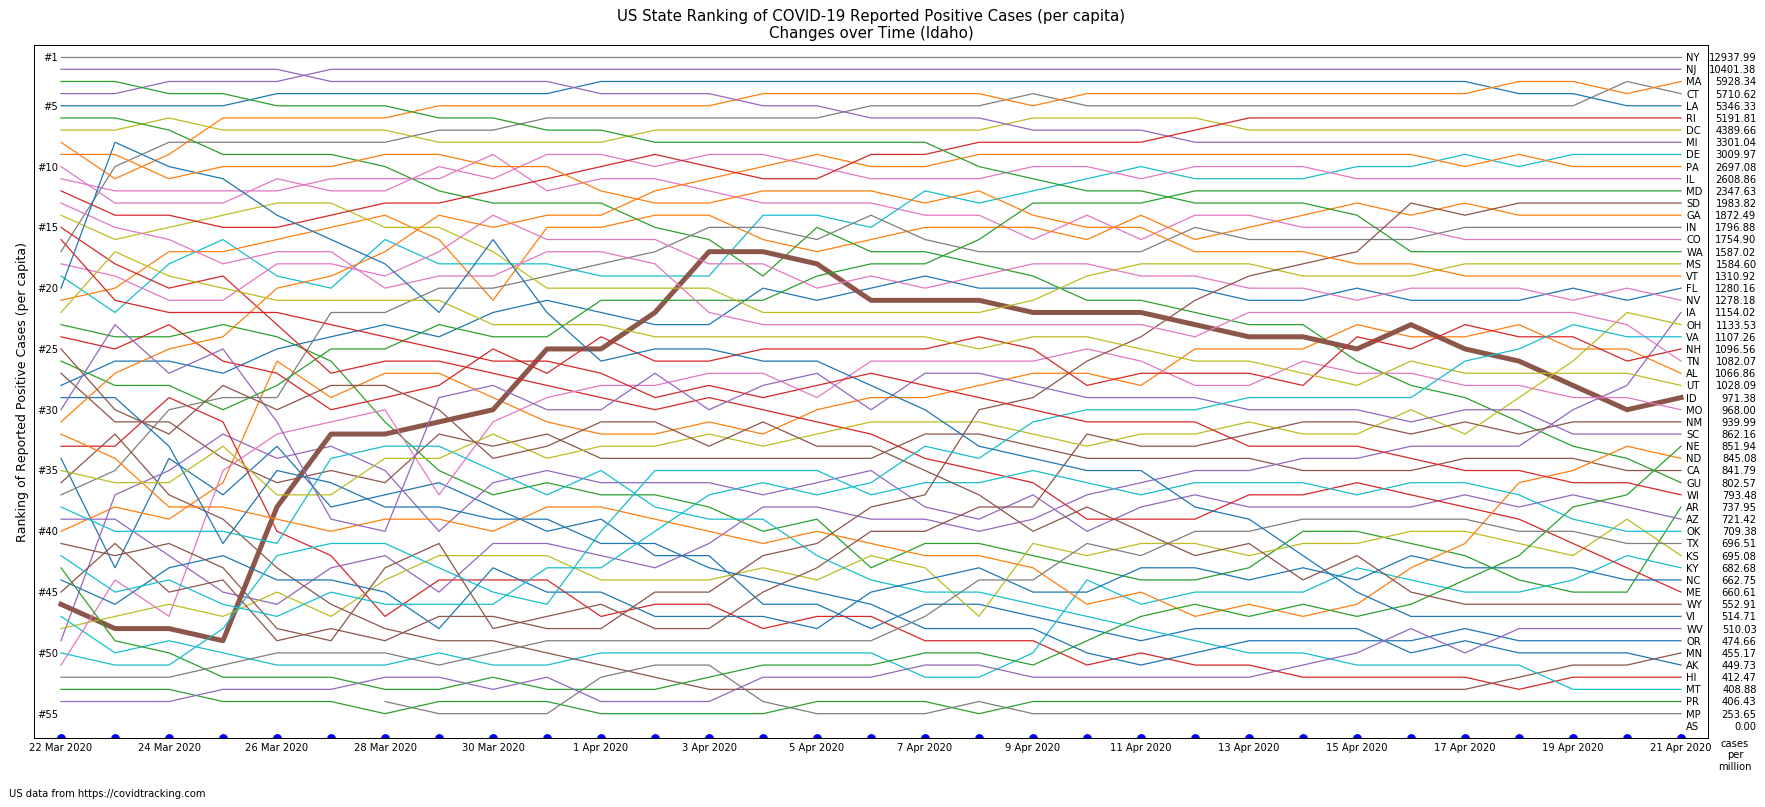 US State Ranking of COVID-19 Reported Positive Cases (per capita)
Changes over Time (Idaho)
Ranking of Reported Positive Cases (per capita)
#1
#5
#10
#15
#20
#25
#30
#35
#40
#45
#50
#55
NY 12937.99
NJ 10401.38
MA 5928.34
CT 5710.62
LA 5346.33
RI 5191.81
DC 4389.66
MI 3301.04
DE 3009.97
PA 2697.08
IL 2608.86
MD 2347.63
SD 1983.82
GA 1872.49
IN 1796.88
CO 1754.90
WA 1587.02
MS 1584.60
VT 1310.92
FL 1280.16
NV 1278.18
IA 1154.02
OH 1133.53
VA 1107.26
NH 1096.56
TN 1082.07
AL 1066.86
UT 1028.09
ID 971.38
MO 968.00
NM 939.99
SC 862.16
NE 851.94
ND 845.08
CA 841.79
GU 802.57
WI 793.48
AR 737.95
AZ 721.42
OK 709.38
TX 696.51
KS 695.08
KY 682.68
NC 662.75
ME 660.61
WY 552.91
VI 514.71
WV 510.03
OR 474.66
MN 455.17
AK 449.73
HI 412.47
MT 408.88
PR 406.43
MP 253.65
AS 0.00
22 Mar 2020 24 Mar 2020 26 Mar 2020 28 Mar 2020 30 Mar 2020 1 Apr 2020 3 Apr 2020 5 Apr 2020 7 Apr 2020 9 Apr 2020 11 Apr 2020 13 Apr 2020 15 Apr 2020 17 Apr 2020 19 Apr 2020 21 Apr 2020
cases
per
million
US data from https://covidtracking.com